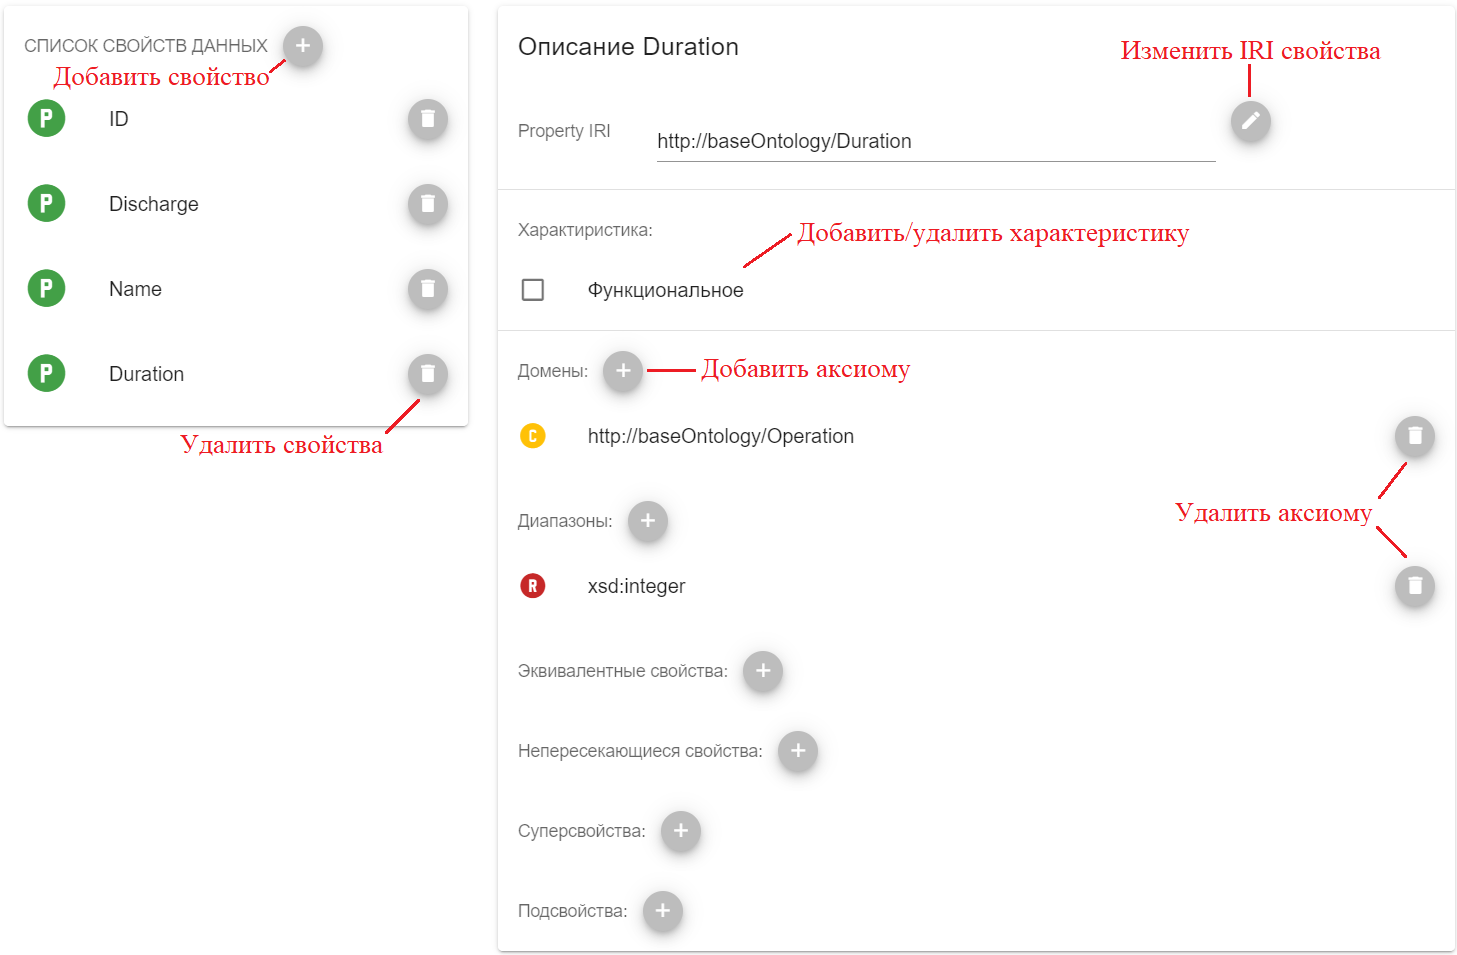 СПИСОК СВОЙСТВ ДАННЫХ
Добавить свойство
P ID
P Discharge
P Name
P Duration
Удалить свойства
Описание Duration
Изменить IRI свойства
Property IRI
http://baseOntology/Duration
Характиристика:
Добавить/удалить характеристику
Функциональное
Домены:
Добавить аксиому
C http://baseOntology/Operation
Удалить аксиому
Диапазоны:
R xsd:integer
Эквивалентные свойства:
Непересекающиеся свойства:
Суперсвойства:
Подсвойства: